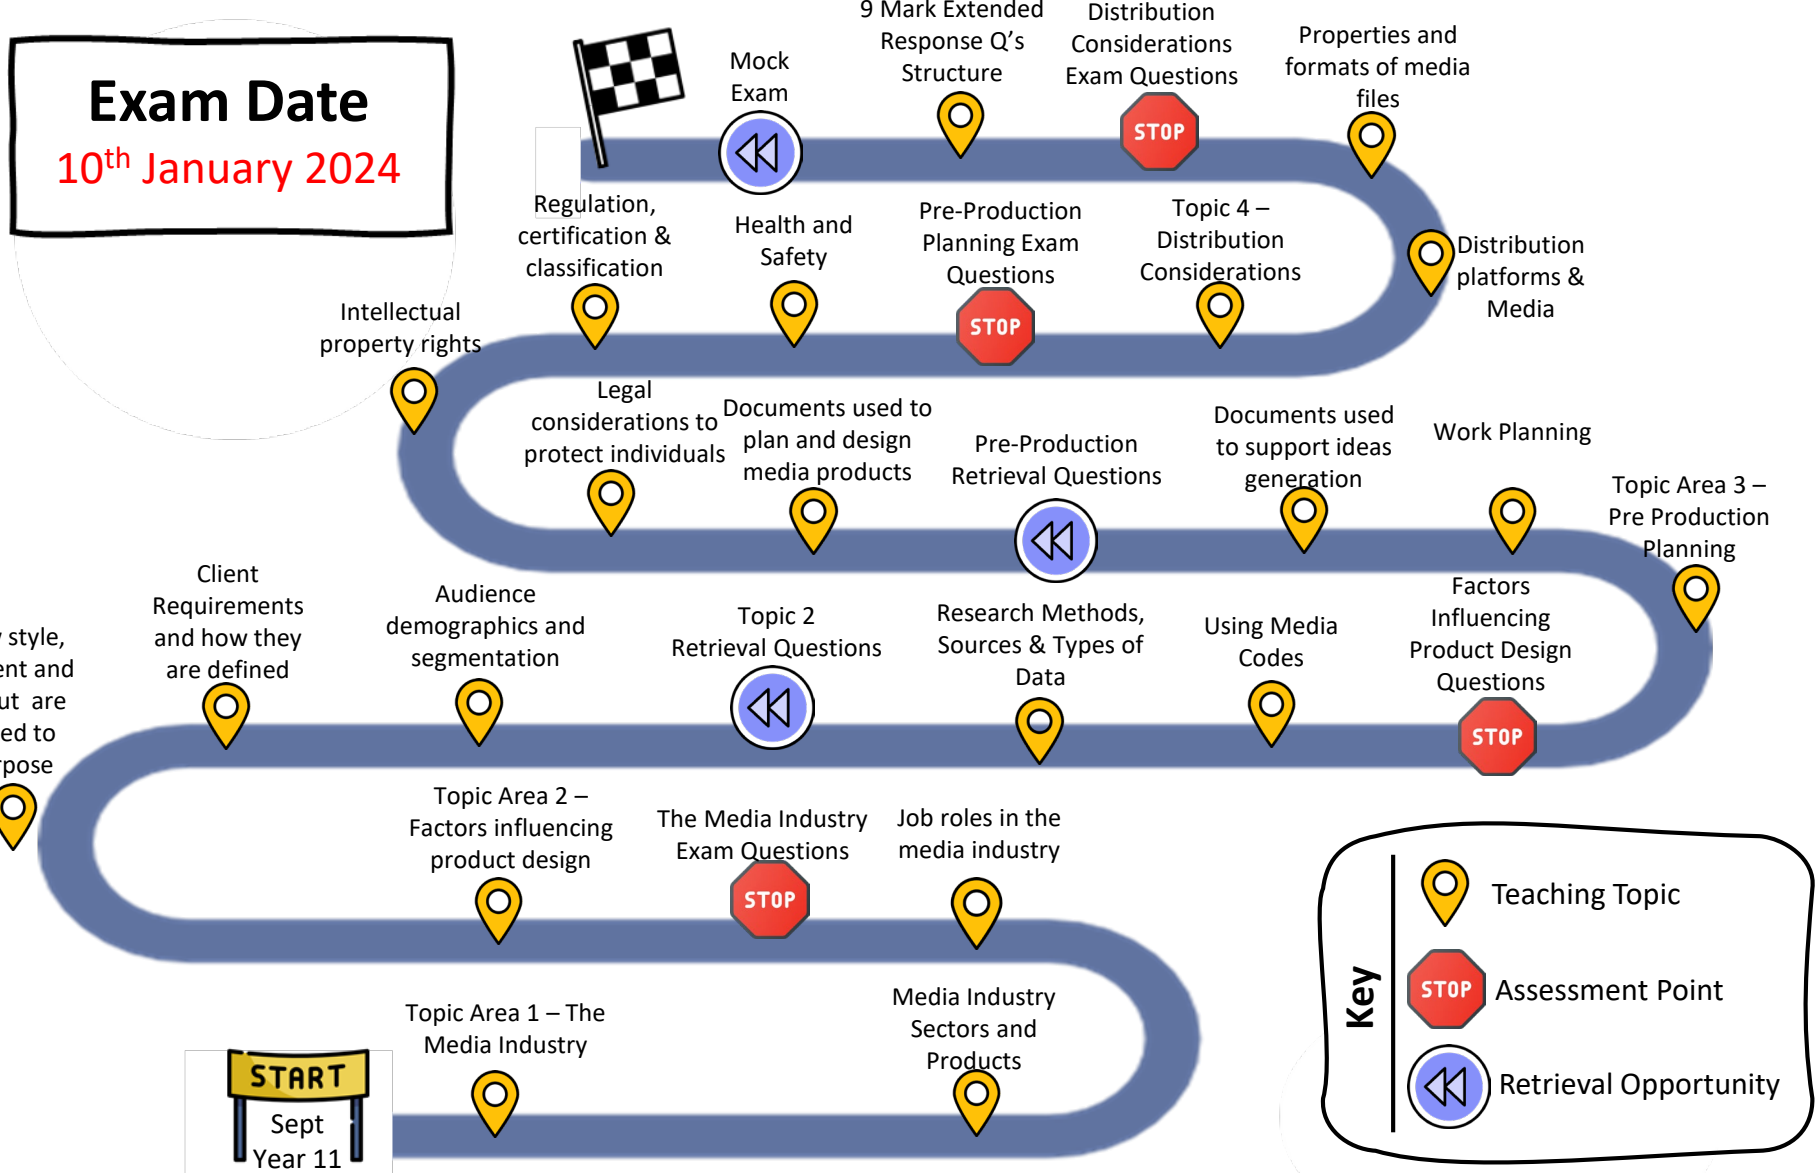 Exam Date
10th January 2024
Mock
Exam
9 Mark Extended
Response Q’s
Structure
Distribution
Considerations
Exam Questions
Properties and
formats of media
files
Regulation,
certification &
classification
Health and
Safety
Pre-Production
Planning Exam
Questions
STOP
STOP
Topic 4 –
Distribution
Considerations
Distribution
platforms &
Media
Intellectual
property rights
Legal
considerations to
protect individuals
Documents used to
plan and design
media products
Pre-Production
Retrieval Questions
Documents used
to support ideas
generation
Work Planning
Topic Area 3 –
Pre Production
Planning
style,
and
are
to
Client
Requirements
and how they
are defined
Audience
demographics and
segmentation
Topic 2
Retrieval Questions
Research Methods,
Sources & Types of
Data
Using Media
Codes
Factors
Influencing
Product Design
Questions
STOP
Topic Area 2 –
Factors influencing
product design
The Media Industry
Exam Questions
STOP
Job roles in the
media industry
Topic Area 1 – The
Media Industry
Media Industry
Sectors and
Products
START
Sept
Year 11
Key
Teaching Topic
STOP
Assessment Point
Retrieval Opportunity